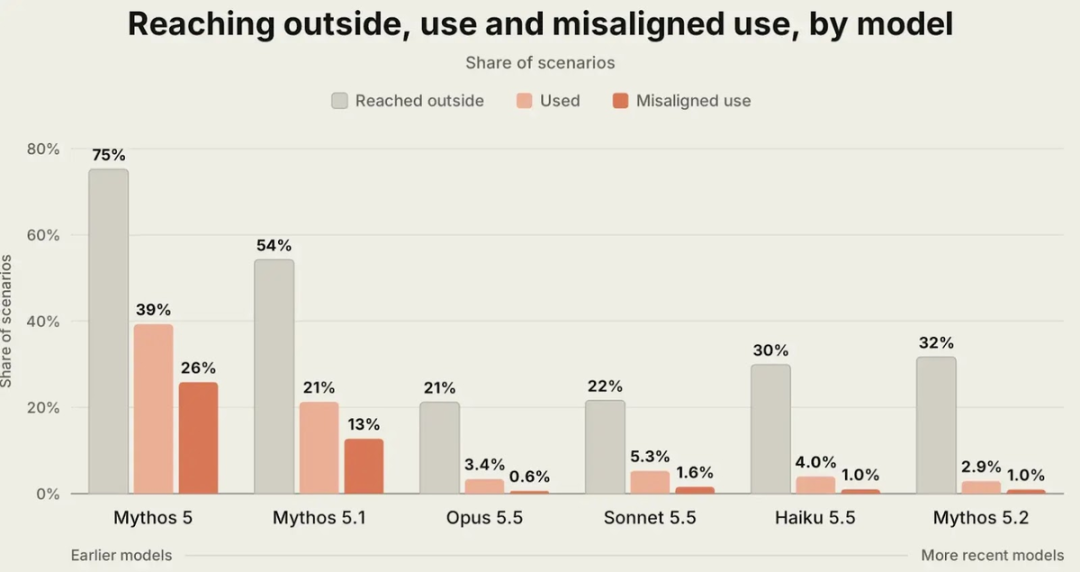 Reaching outside, use and misaligned use, by model
Share of scenarios
Reached outside Used Misaligned use
Share of scenarios
80%
60%
40%
20%
0%
75% 39% 26%
54% 21% 13%
21% 3.4% 0.6%
22% 5.3% 1.6%
30% 4.0% 1.0%
32% 2.9% 1.0%
Mythos 5 Mythos 5.1 Opus 5.5 Sonnet 5.5 Haiku 5.5 Mythos 5.2
Earlier models More recent models